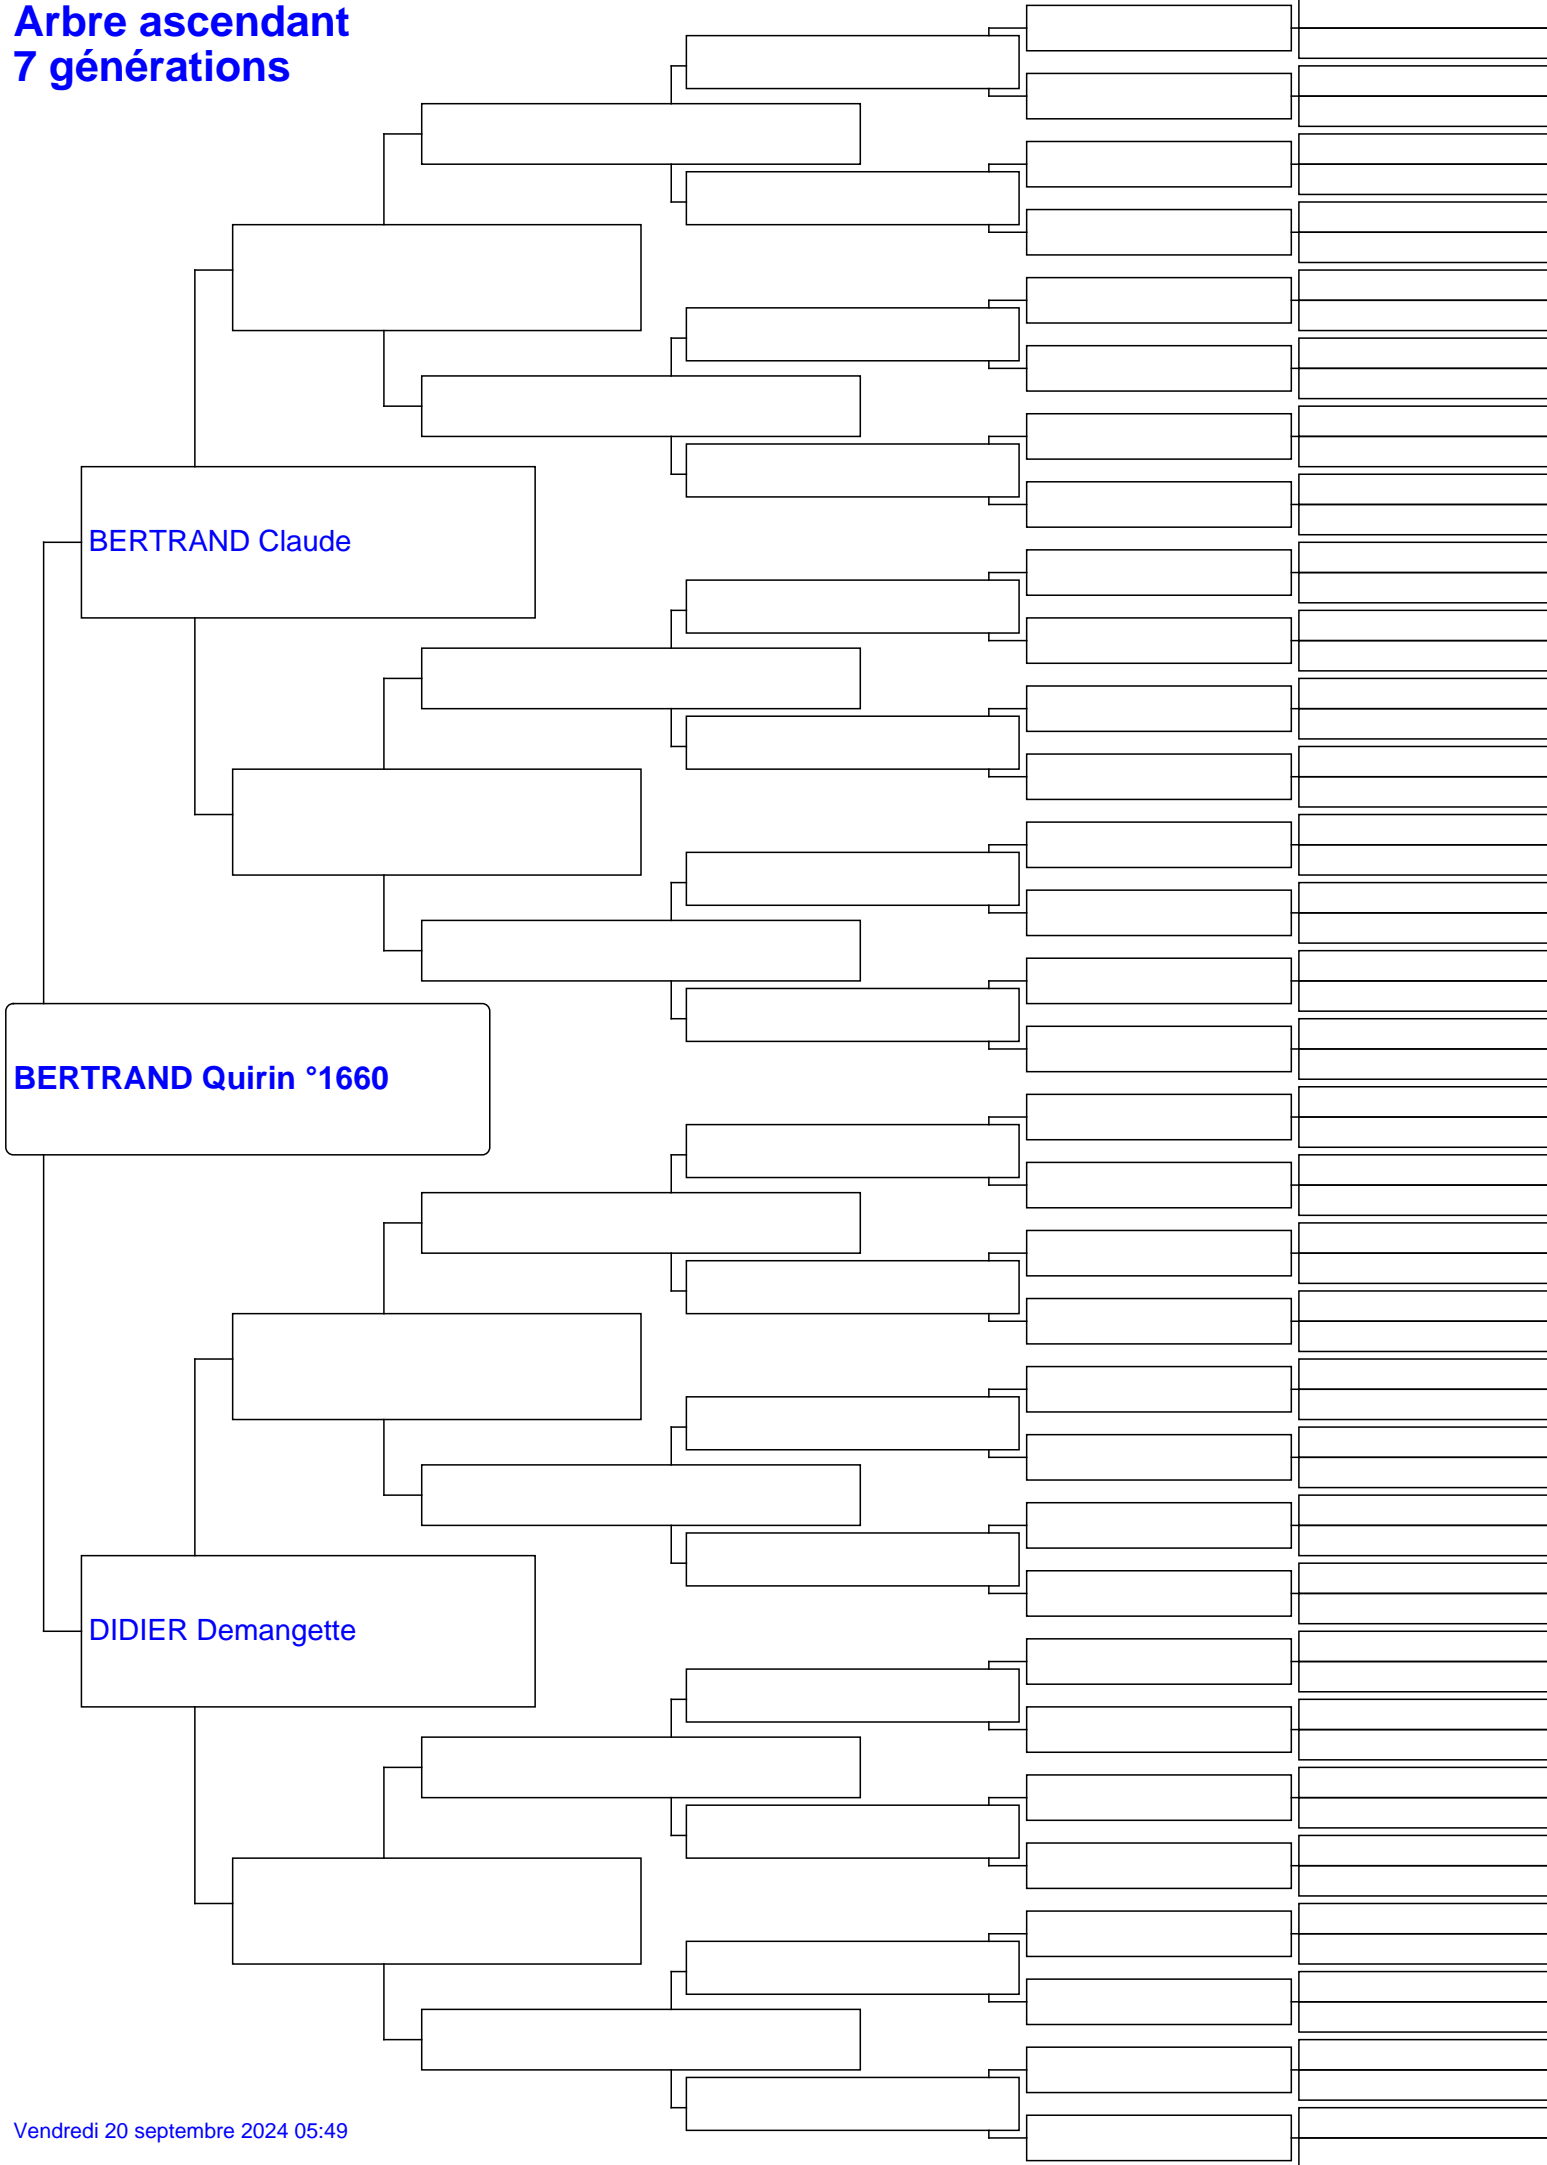 Arbre ascendant
7 générations
BERTRAND Claude
BERTRAND Quirin °1660
DIDIER Demangette
Vendredi 20 septembre 2024 05:49